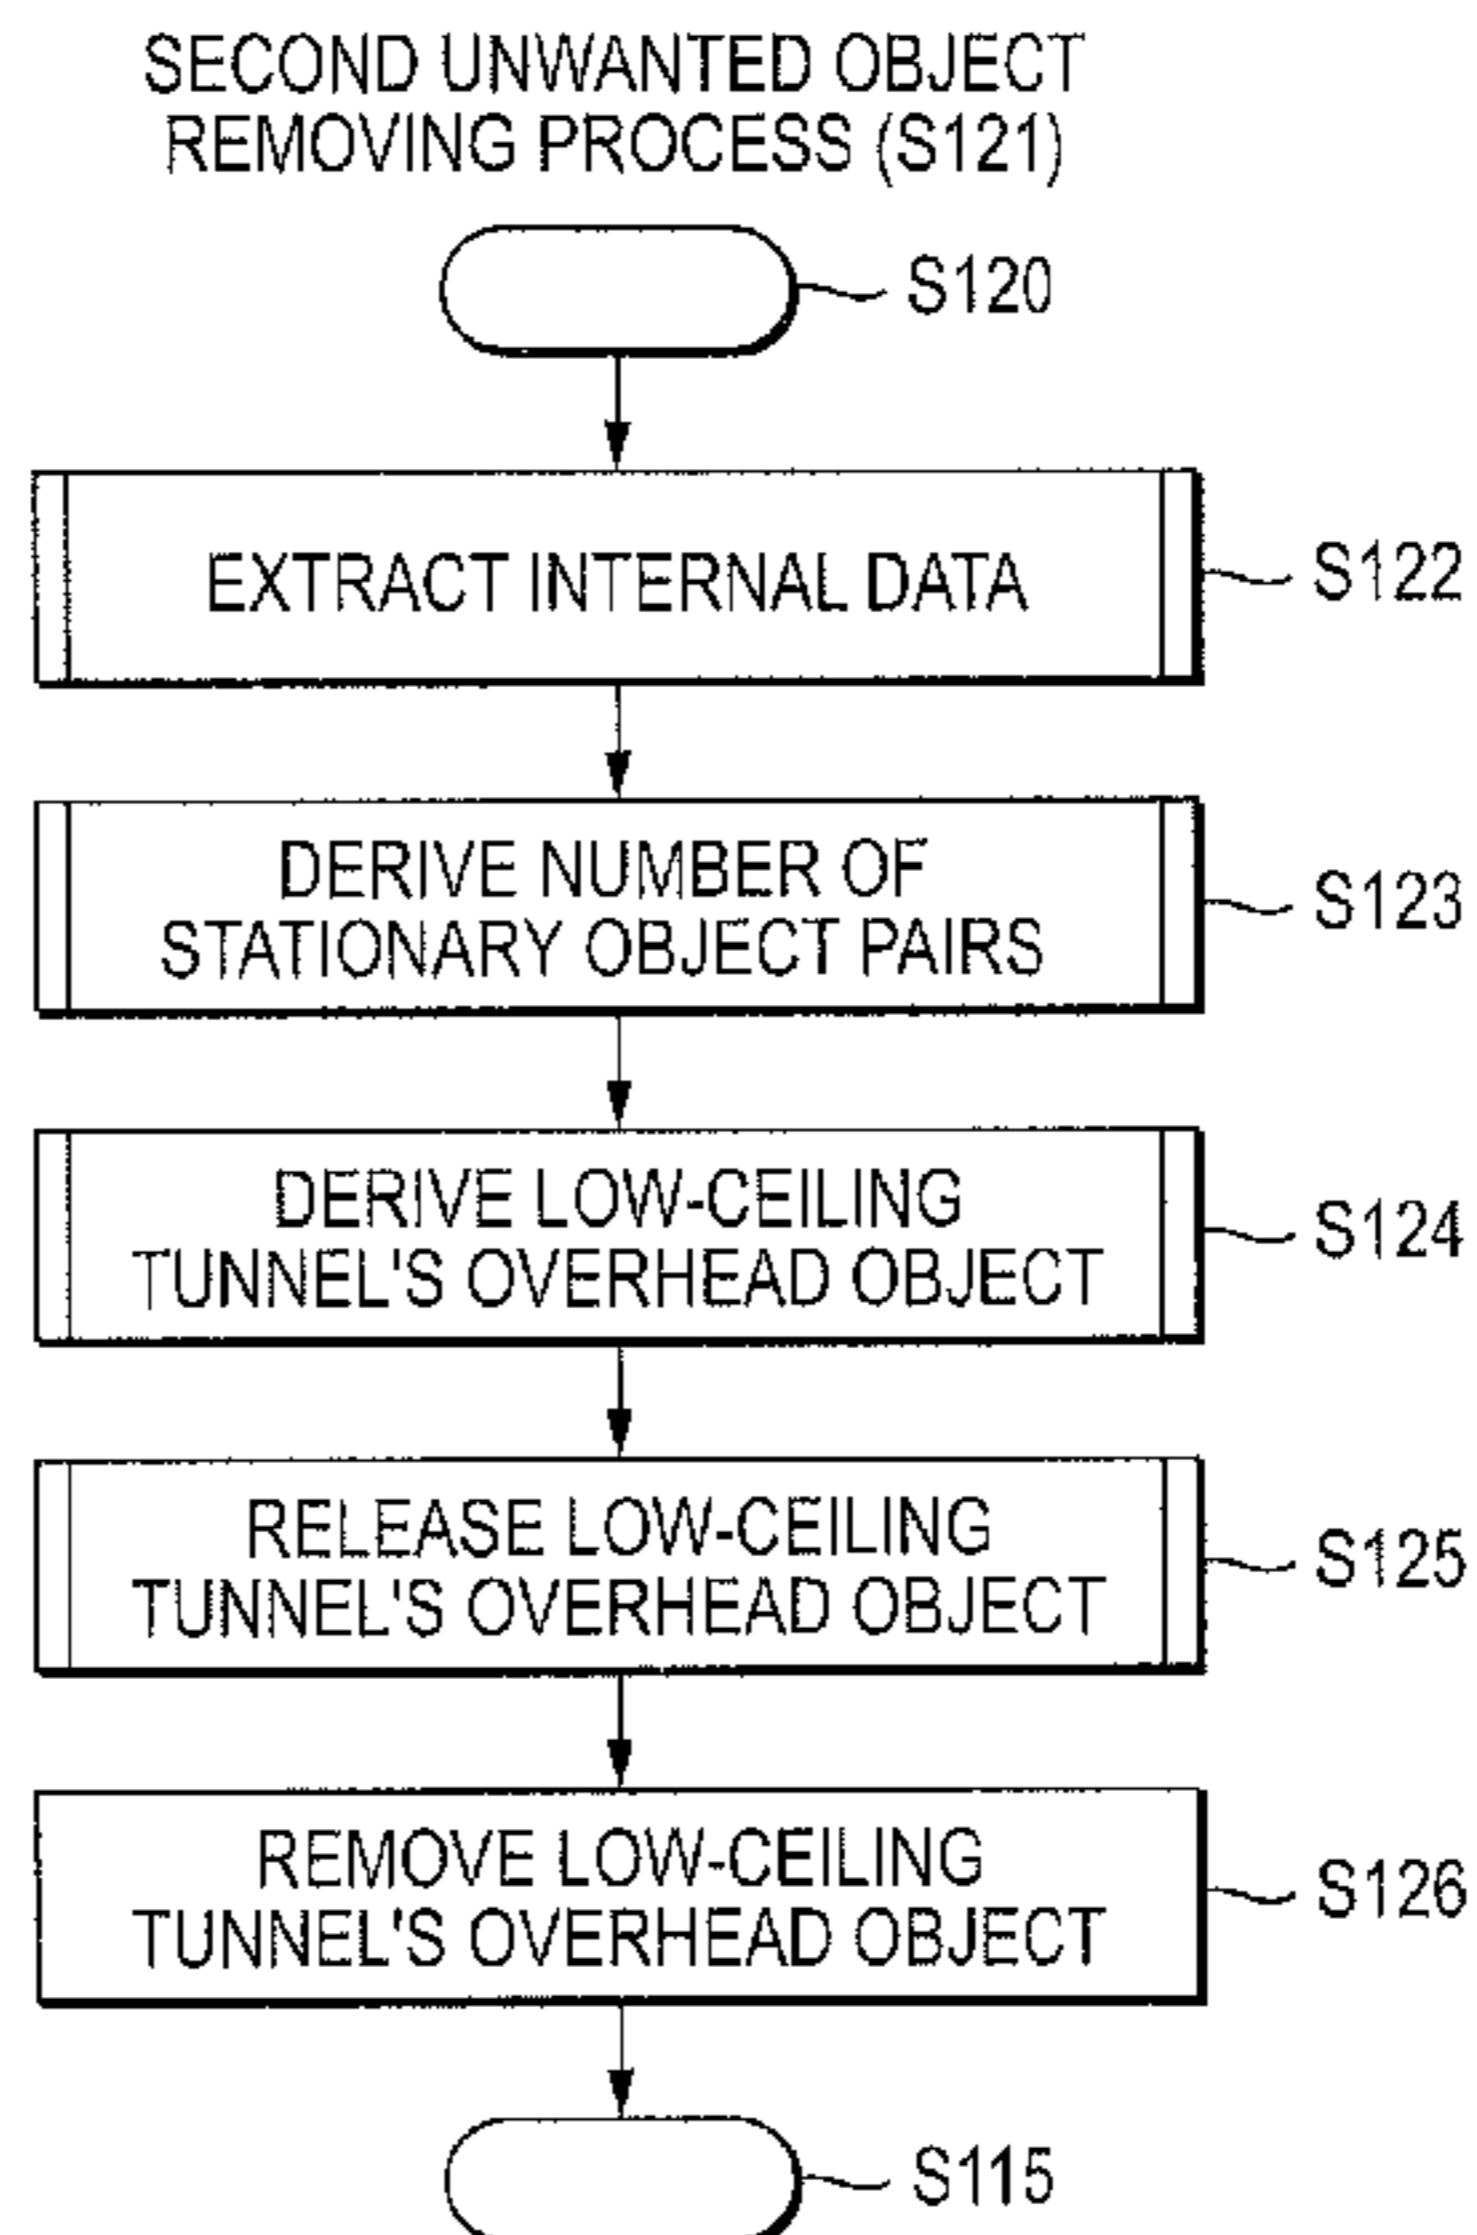 SECOND UNWANTED OBJECT
REMOVING PROCESS (S121)
S120
EXTRACT INTERNAL DATA
S122
DERIVE NUMBER OF
STATIONARY OBJECT PAIRS
S123
DERIVE LOW-CEILING
TUNNEL'S OVERHEAD OBJECT
S124
RELEASE LOW-CEILING
TUNNEL'S OVERHEAD OBJECT
S125
REMOVE LOW-CEILING
TUNNEL'S OVERHEAD OBJECT
S126
S115